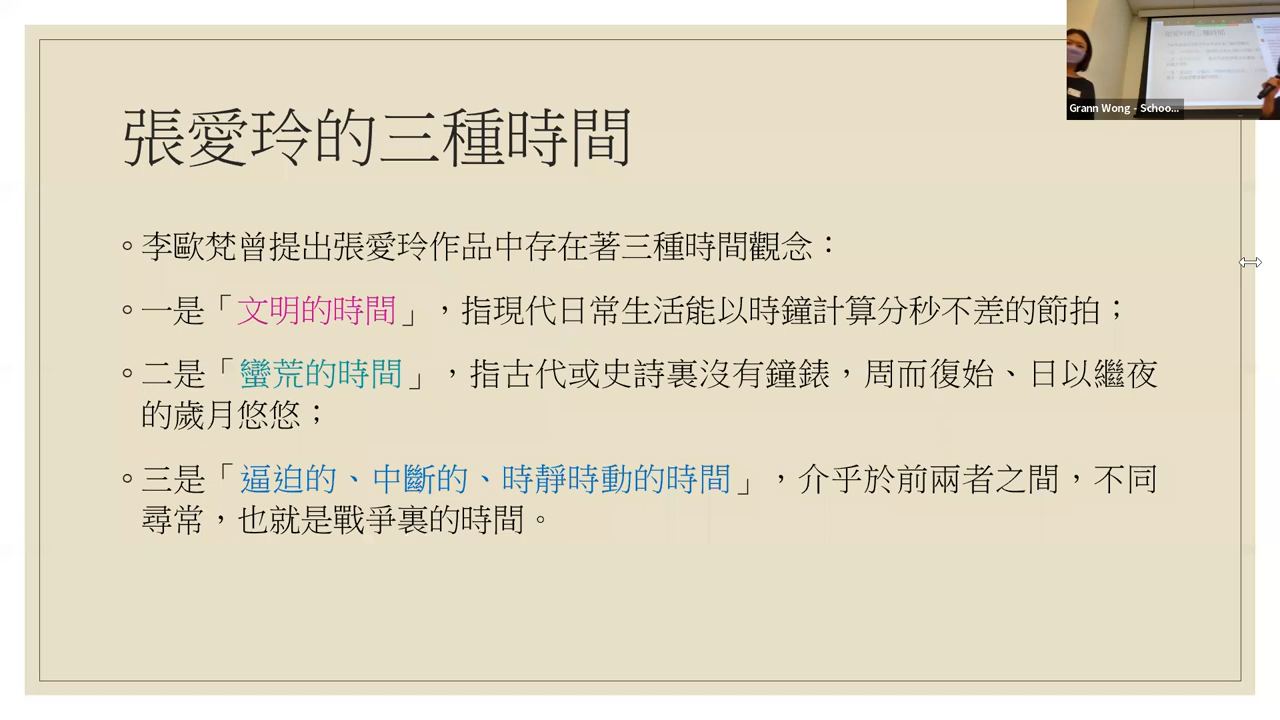 張愛玲的三種時間
Grann Wong - Schoo...
◦ 李歐梵曾提出張愛玲作品中存在著三種時間觀念：
◦ 一是「文明的時間」，指現代日常生活能以時鐘計算分秒不差的節拍；
◦ 二是「蠻荒的時間」，指古代或史詩裏沒有鐘錶，周而復始、日以繼夜
的歲月悠悠；
◦ 三是「逼迫的、中斷的、時靜時動的時間」，介乎於前兩者之間，不同
尋常，也就是戰爭裏的時間。